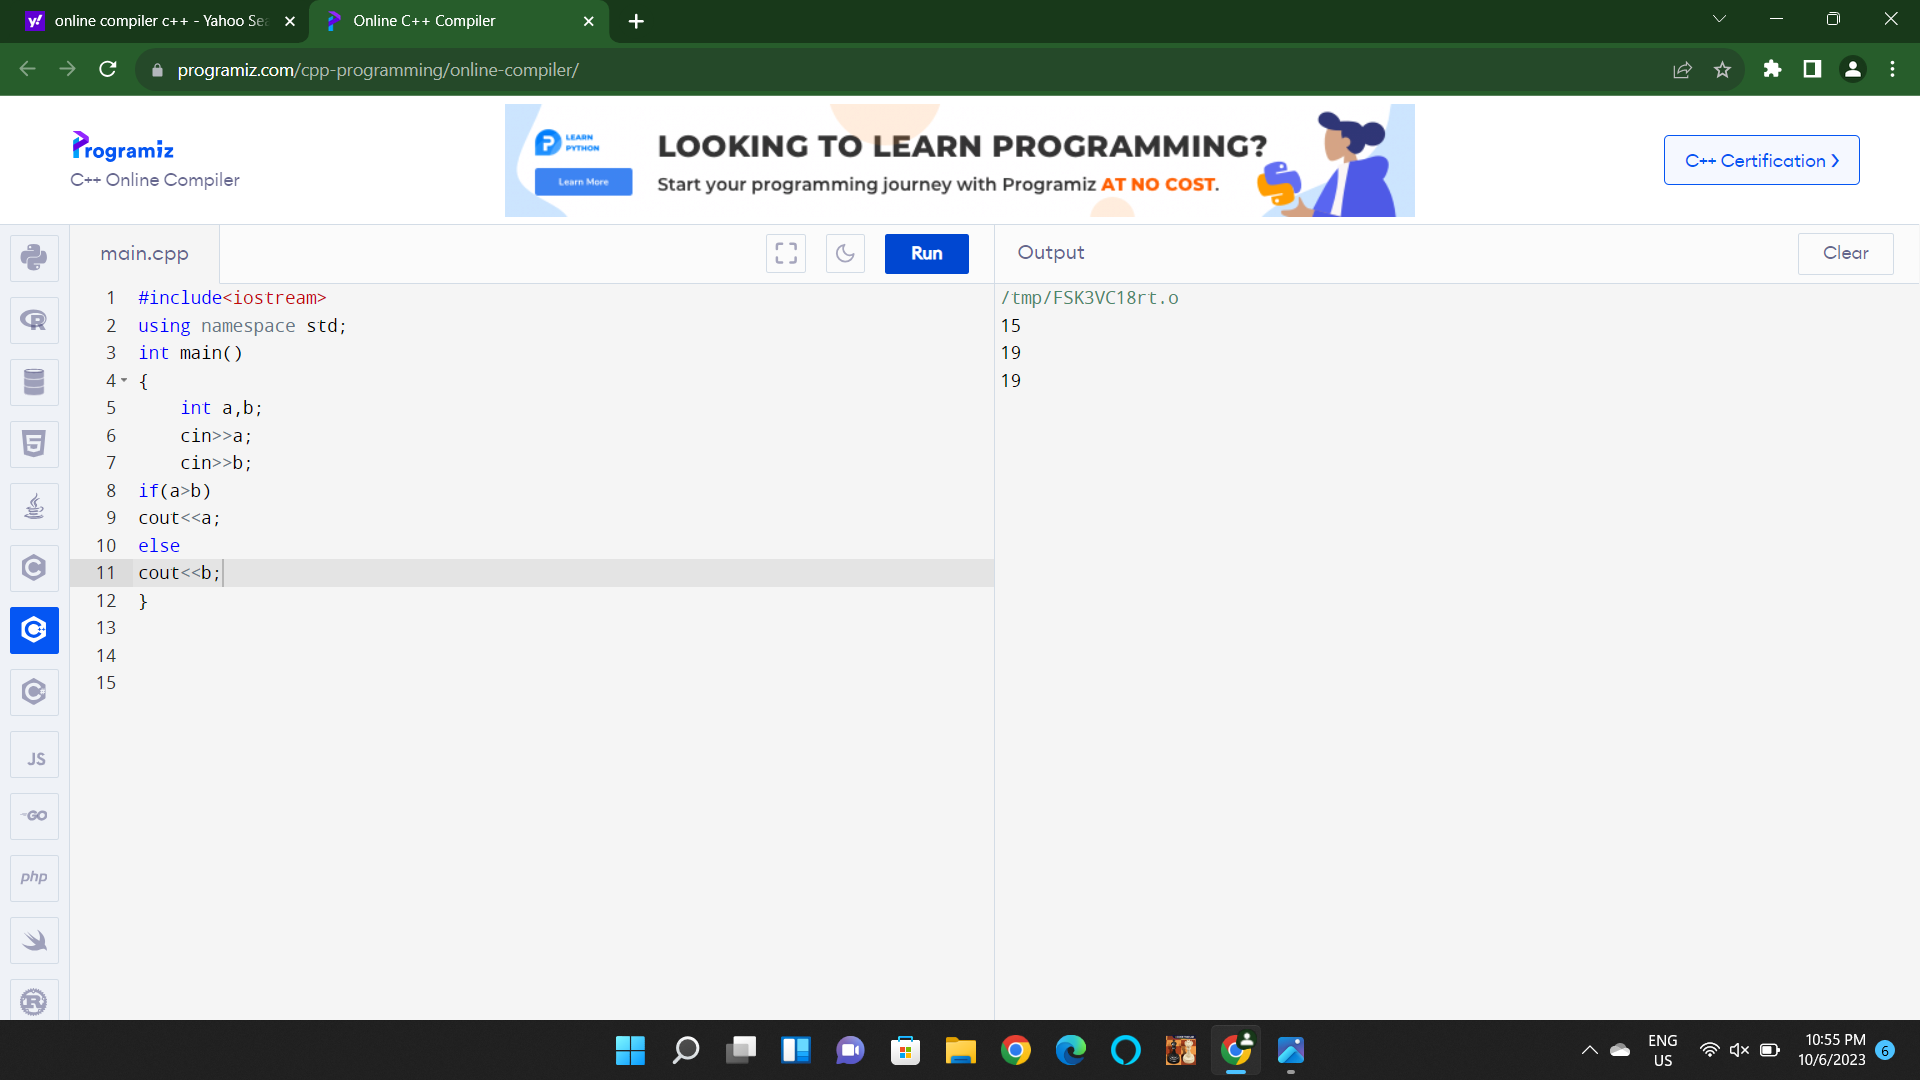 online compiler c++ - Yahoo Sea
Online C++ Compiler
programiz.com/cpp-programming/online-compiler/
Programiz
C++ Online Compiler
LEARN
PYTHON
Learn More
LOOKING TO LEARN PROGRAMMING?
Start your programming journey with Programiz AT NO COST.
C++ Certification >
main.cpp
Run
Output
Clear
1 #include<iostream>
2 using namespace std;
3 int main()
4 {
5 int a,b;
6 cin>>a;
7 cin>>b;
8 if(a>b)
9 cout<<a;
10 else
11 cout<<b;
12 }
13
14
15
/tmp/FSK3VC18rt.o
15
19
19
JS
GO
php
ENG
US
10:55 PM
10/6/2023
6